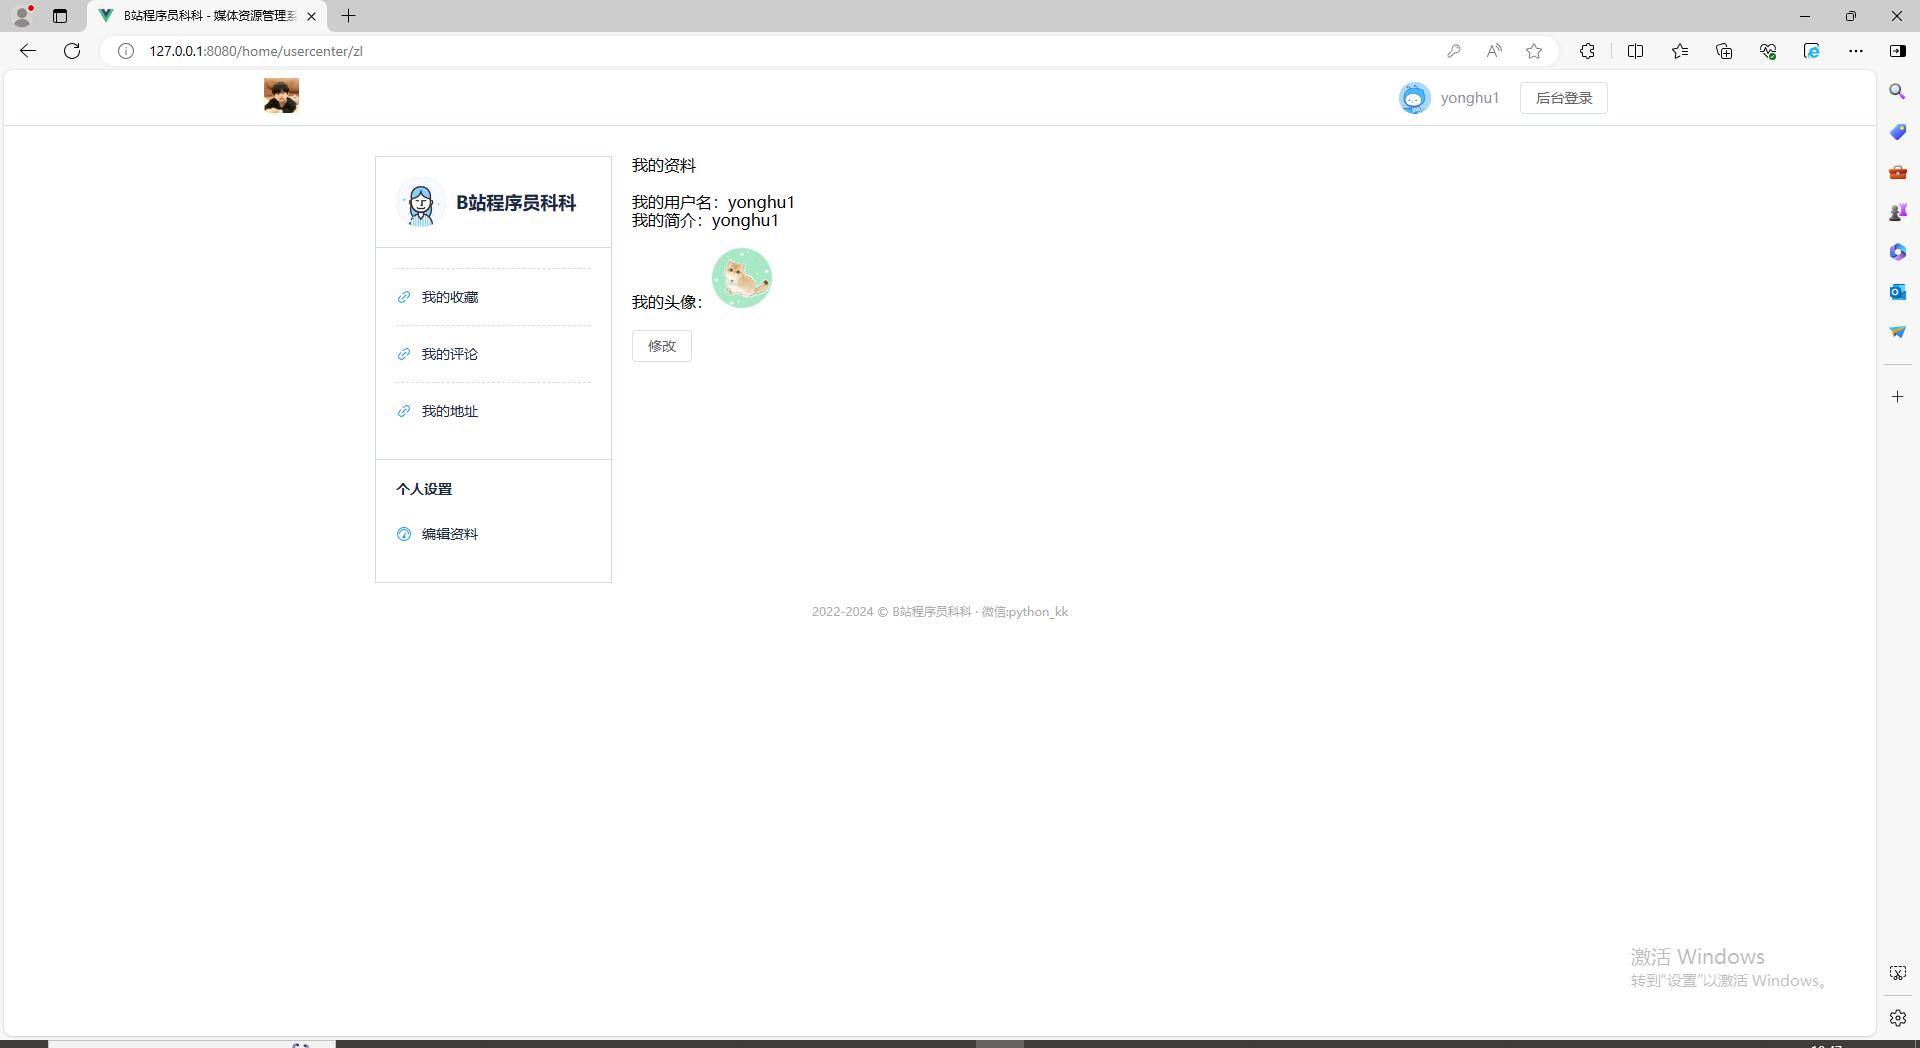 B站程序员科科 - 媒体资源管理系
127.0.0.1:8080/home/usercenter/zl
yonghu1
后台登录
B站程序员科科
我的收藏
我的评论
我的地址
个人设置
编辑资料
我的资料
我的用户名：yonghu1
我的简介：yonghu1
我的头像：
修改
2022-2024 © B站程序员科科 · 微信:python_kk
激活 Windows
转到“设置”以激活 Windows。